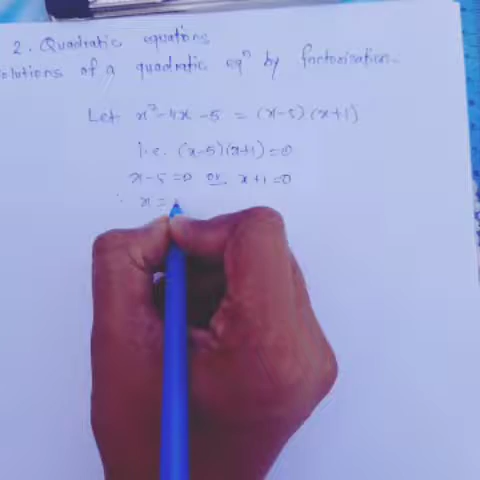 2. Quadratic equations
solutions of a quadratic eqⁿ by factorisation.
Let x²-4x-5 = (x-5)(x+1)
i.e. (x-5)(x+1)=0
x-5=0 or x+1=0
∴ x=